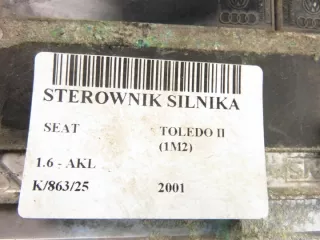 STEROWNIK SILNIKA
SEAT TOLEDO II
(1M2)
1.6 - AKL
K/863/25 2001